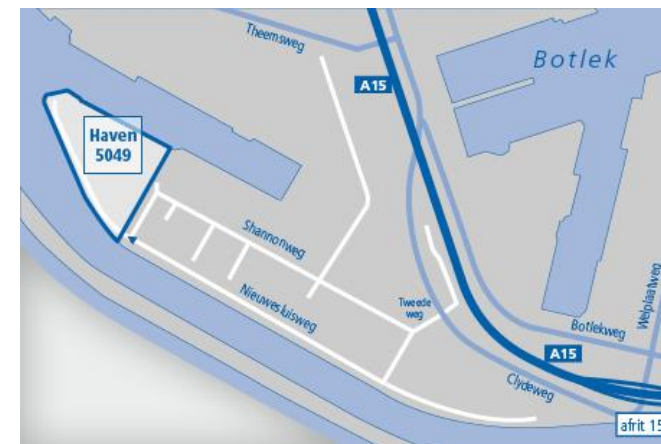 Theemsweg
Botlek
A15
Haven
5049
Shannonweg
Nieuwesluisweg
Tweede
weg
Welplaatweg
Botlekweg
A15
Clydeweg
afrit 15